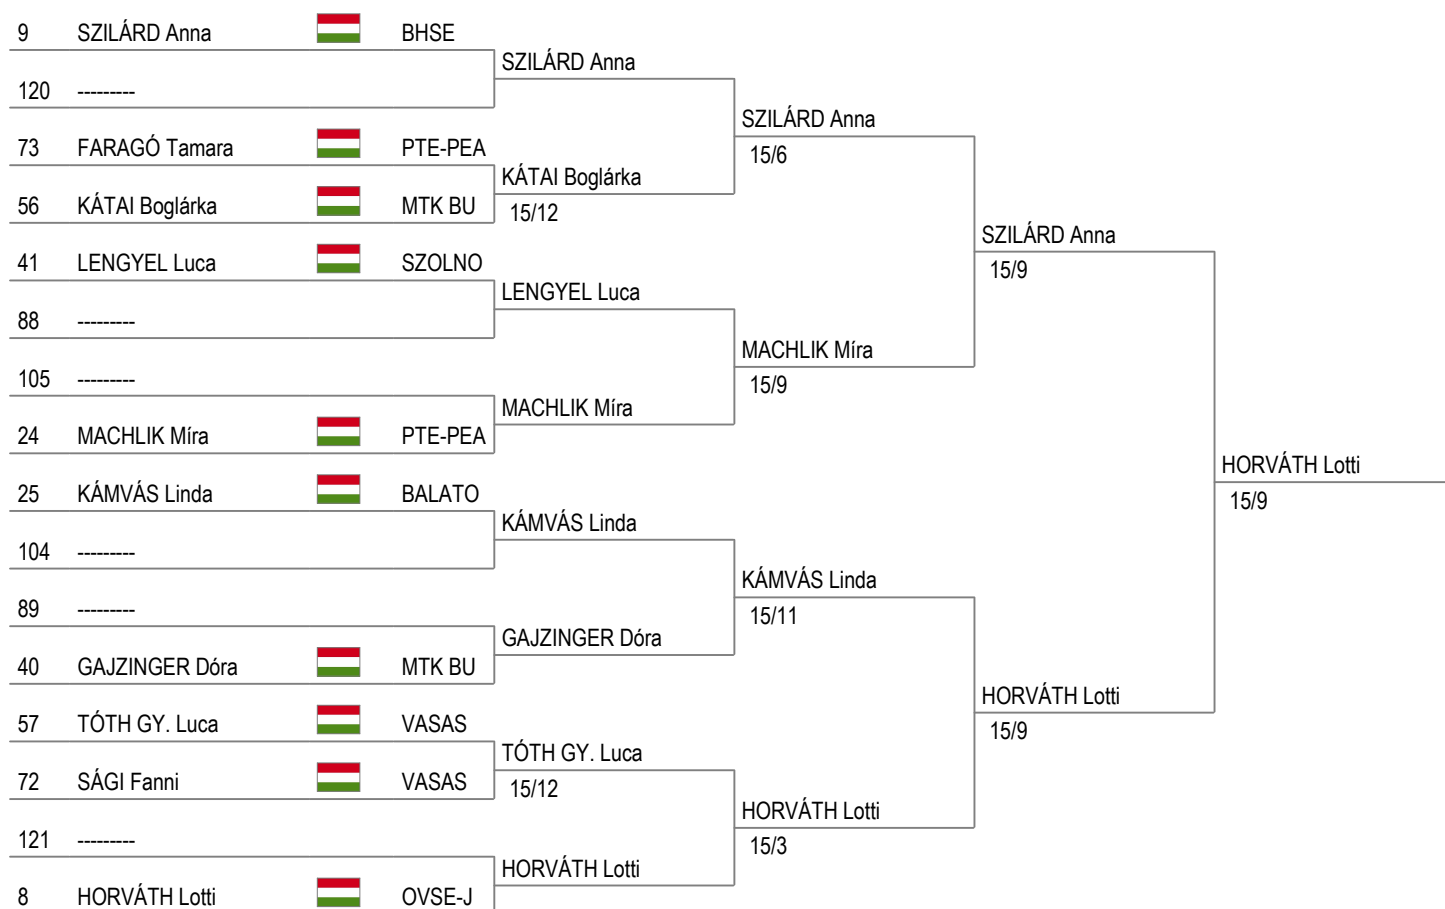 9 SZILÁRD Anna BHSE
SZILÁRD Anna
120 ---------
SZILÁRD Anna
15/6
73 FARAGÓ Tamara PTE-PEA
KÁTAI Boglárka
15/12
56 KÁTAI Boglárka MTK BU
SZILÁRD Anna
15/9
41 LENGYEL Luca SZOLNO
LENGYEL Luca
88 ---------
MACHLIK Míra
15/9
105 ---------
MACHLIK Míra
24 MACHLIK Míra PTE-PEA
HORVÁTH Lotti
15/9
25 KÁMVÁS Linda BALATO
KÁMVÁS Linda
104 ---------
KÁMVÁS Linda
15/11
89 ---------
GAJZINGER Dóra
40 GAJZINGER Dóra MTK BU
HORVÁTH Lotti
15/9
57 TÓTH GY. Luca VASAS
TÓTH GY. Luca
15/12
72 SÁGI Fanni VASAS
HORVÁTH Lotti
15/3
121 ---------
HORVÁTH Lotti
8 HORVÁTH Lotti OVSE-J